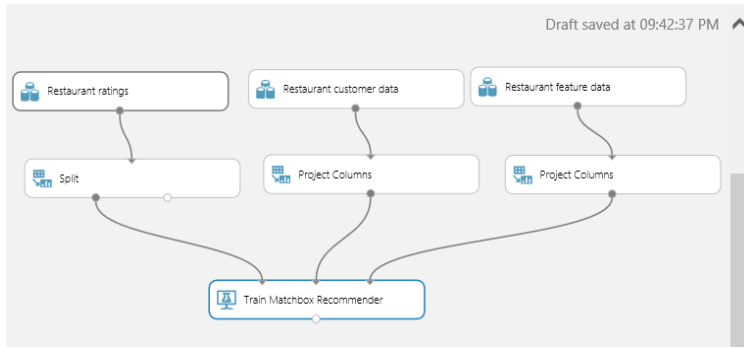 Draft saved at 09:42:37 PM
Restaurant ratings
Restaurant customer data
Restaurant feature data
Split
Project Columns
Project Columns
Train Matchbox Recommender